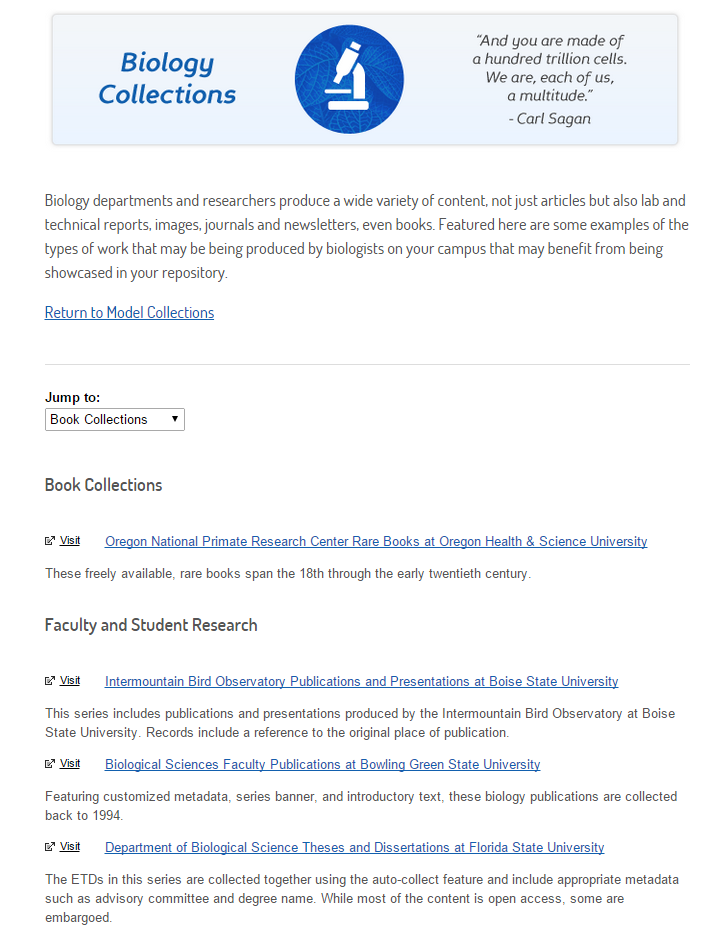 Biology
Collections
“And you are made of
a hundred trillion cells.
We are, each of us,
a multitude.”
- Carl Sagan
Biology departments and researchers produce a wide variety of content, not just articles but also lab and
technical reports, images, journals and newsletters, even books. Featured here are some examples of the
types of work that may be being produced by biologists on your campus that may benefit from being
showcased in your repository.
Return to Model Collections
Jump to:
Book Collections
Book Collections
Visit Oregon National Primate Research Center Rare Books at Oregon Health & Science University
These freely available, rare books span the 18th through the early twentieth century.
Faculty and Student Research
Visit Intermountain Bird Observatory Publications and Presentations at Boise State University
This series includes publications and presentations produced by the Intermountain Bird Observatory at Boise
State University. Records include a reference to the original place of publication.
Visit Biological Sciences Faculty Publications at Bowling Green State University
Featuring customized metadata, series banner, and introductory text, these biology publications are collected
back to 1994.
Visit Department of Biological Science Theses and Dissertations at Florida State University
The ETDs in this series are collected together using the auto-collect feature and include appropriate metadata
such as advisory committee and degree name. While most of the content is open access, some are
embargoed.